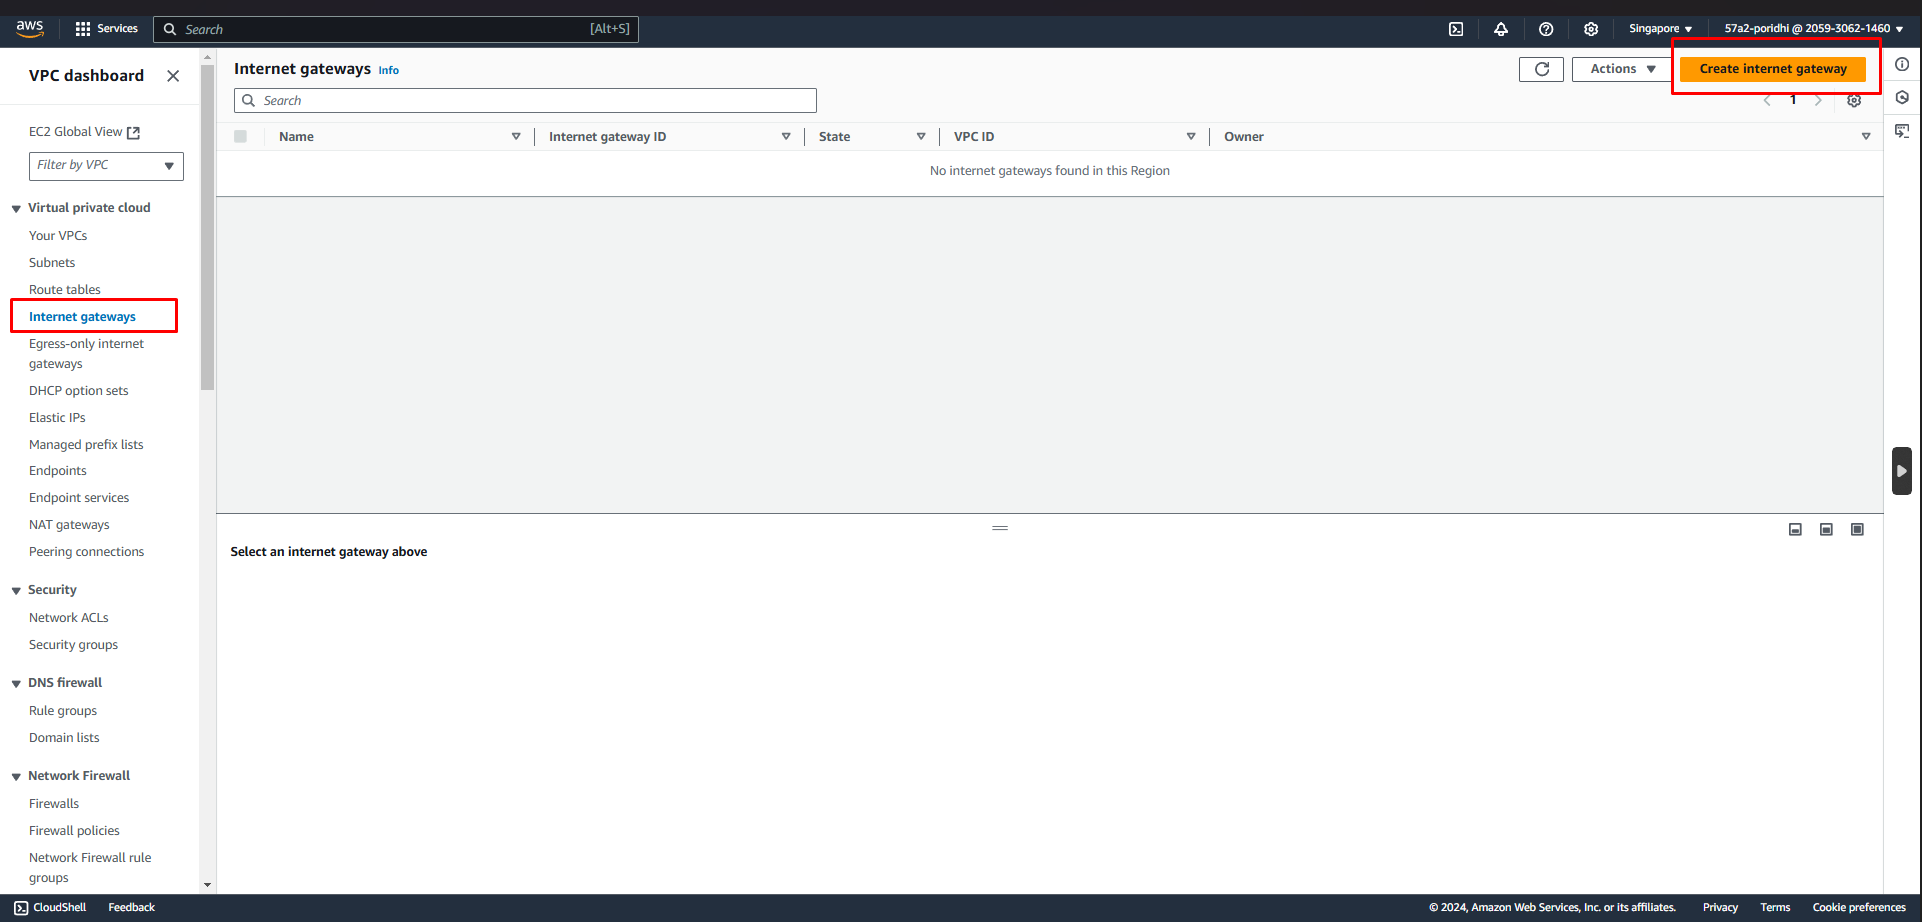 aws
Services
Search
[Alt+S]
Singapore
57a2-poridhi @ 2059-3062-1460
VPC dashboard
EC2 Global View
Filter by VPC
Virtual private cloud
Your VPCs
Subnets
Route tables
Internet gateways
Egress-only internet
gateways
DHCP option sets
Elastic IPs
Managed prefix lists
Endpoints
Endpoint services
NAT gateways
Peering connections
Security
Network ACLs
Security groups
DNS firewall
Rule groups
Domain lists
Network Firewall
Firewalls
Firewall policies
Network Firewall rule
groups
Internet gateways Info
Actions
Create internet gateway
Search
1
Name
Internet gateway ID
State
VPC ID
Owner
No internet gateways found in this Region
Select an internet gateway above
CloudShell
Feedback
© 2024, Amazon Web Services, Inc. or its affiliates.
Privacy
Terms
Cookie preferences